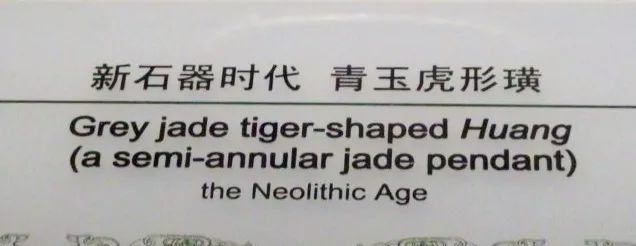 新石器时代 青玉虎形璜
Grey jade tiger-shaped Huang
(a semi-annular jade pendant)
the Neolithic Age